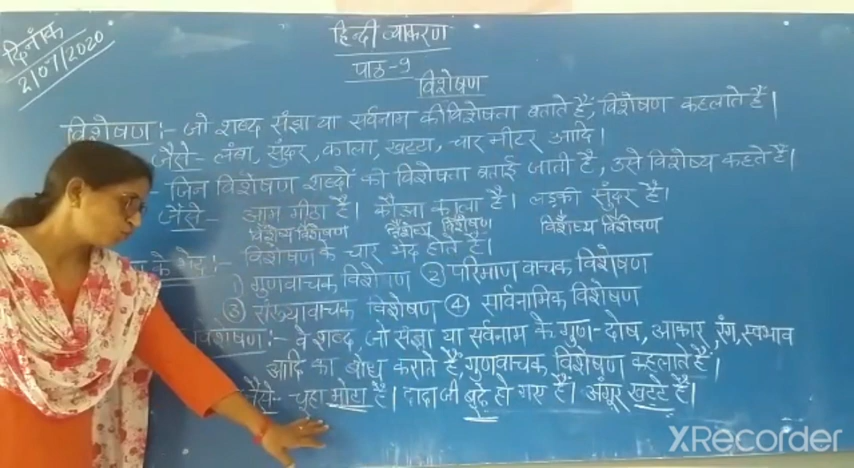 दिनांक
2/07/2020
हिन्दी व्याकरण
पाठ-9
विशेषण
विशेषण :- जो शब्द संज्ञा या सर्वनाम की विशेषता बताते हैं, विशेषण कहलाते हैं।
जैसे- लंबा, सुंदर, काला, खट्टा, चार मीटर आदि।
- जिन विशेषण शब्दों की विशेषता बताई जाती है, उसे विशेष्य कहते हैं।
जैसे- आम मीठा है। कौआ काला है। लड़की सुंदर है।
विशेष्य विशेषण विशेष्य विशेषण विशेष्य विशेषण
के भेद:- विशेषण के चार भेद होते हैं।
① गुणवाचक विशेषण ② परिमाण वाचक विशेषण
③ संख्यावाचक विशेषण ④ सार्वनामिक विशेषण
विशेषण :- वे शब्द, जो संज्ञा या सर्वनाम के गुण-दोष, आकार, रंग, स्वभाव
आदि का बोध कराते हैं, गुणवाचक विशेषण कहलाते हैं।
जैसे- चूहा मोटा है। दादा जी बूढ़े हो गए हैं। अंगूर खट्टे हैं।
XRecorder